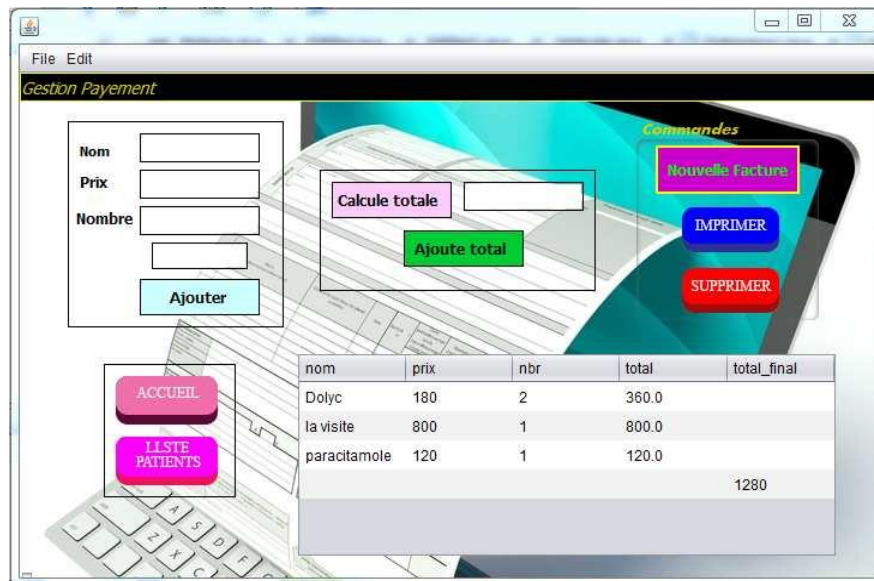 File Edit
Gestion Payement
Nom
Prix
Nombre
Ajouter
Calcule totale
Ajoute total
Commandes
Nouvelle Facture
IMPRIMER
SUPPRIMER
ACCUEIL
LLSTE
PATIENTS
nom prix nbr total total_final
Dolyc 180 2 360.0
la visite 800 1 800.0
paracitamole 120 1 120.0
1280